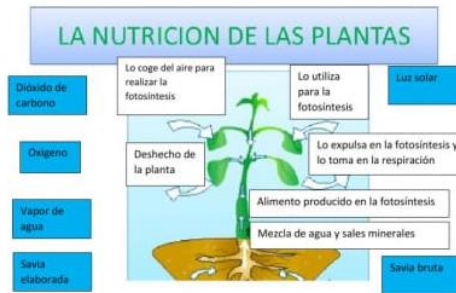 LA NUTRICION DE LAS PLANTAS
Dióxido de
carbono
Lo coge del aire para
realizar la
fotosíntesis
Lo utiliza
para la
fotosíntesis
Luz solar
Oxigeno
Deshecho de
la planta
Lo expulsa en la fotosíntesis y
lo toma en la respiración
Vapor de
agua
Alimento producido en la fotosíntesis
Mezcla de agua y sales minerales
Savia
elaborada
Savia bruta